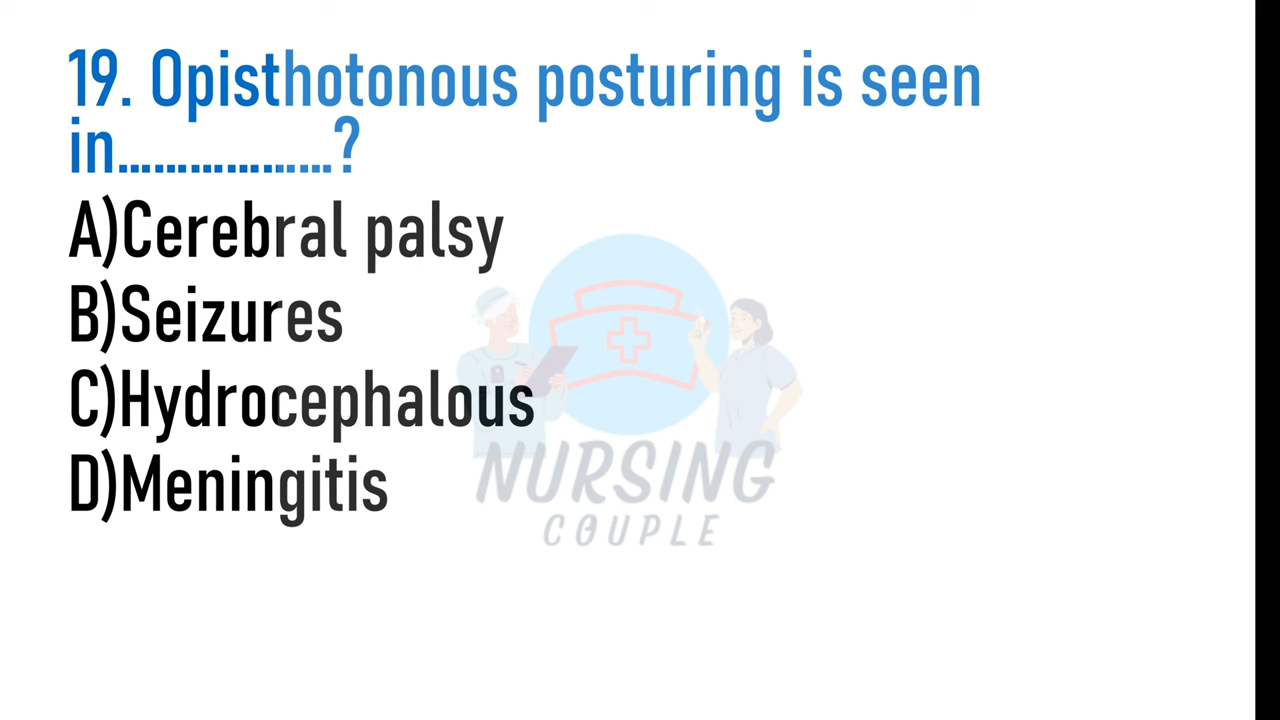 19. Opisthotonous posturing is seen
in..................?
A)Cerebral palsy
B)Seizures
C)Hydrocephalous
D)Meningitis
NURSING
COUPLE